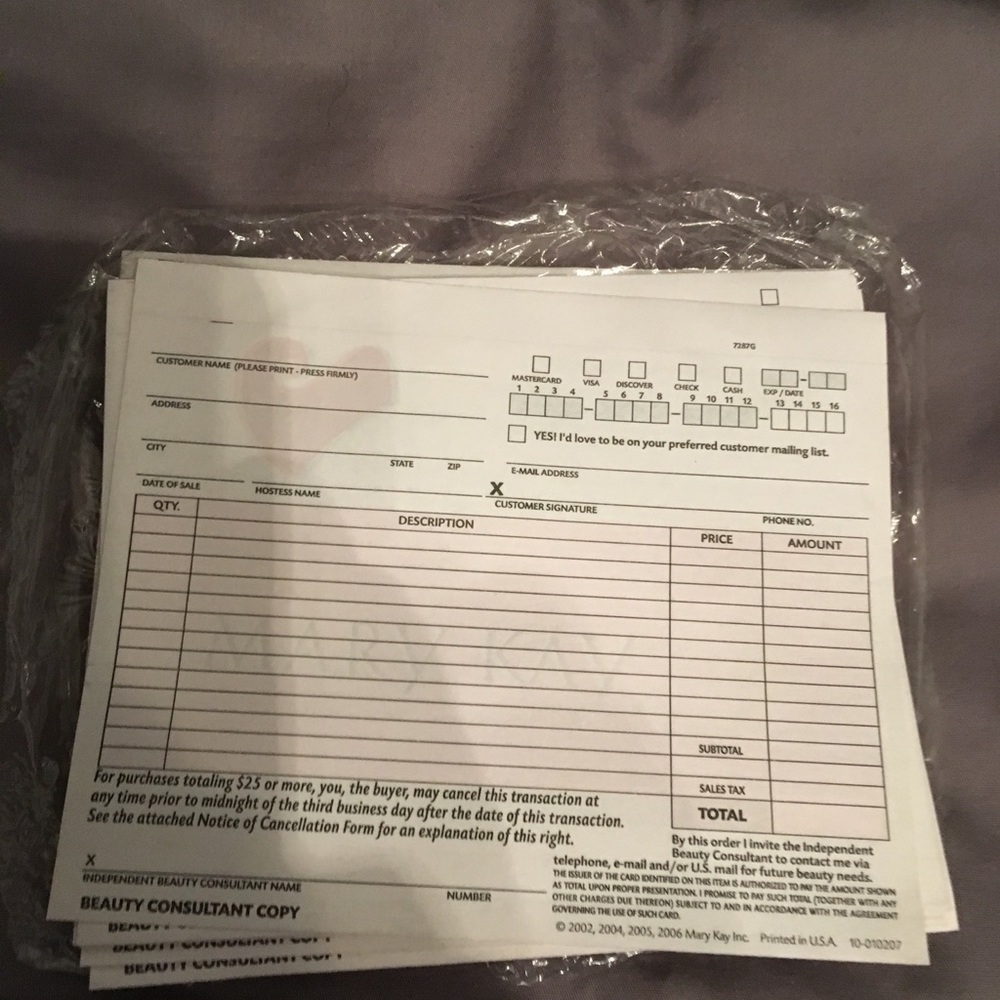 7287G
CUSTOMER NAME (PLEASE PRINT - PRESS FIRMLY)
ADDRESS
CITY STATE ZIP
DATE OF SALE HOSTESS NAME
MASTERCARD VISA DISCOVER CHECK CASH EXP / DATE
1 2 3 4 5 6 7 8 9 10 11 12 13 14 15 16
YES! I'd love to be on your preferred customer mailing list.
E-MAIL ADDRESS
X
CUSTOMER SIGNATURE PHONE NO.
QTY. DESCRIPTION PRICE AMOUNT
MARY KAY
SUBTOTAL
SALES TAX
TOTAL
For purchases totaling $25 or more, you, the buyer, may cancel this transaction at
any time prior to midnight of the third business day after the date of this transaction.
See the attached Notice of Cancellation Form for an explanation of this right.
X
INDEPENDENT BEAUTY CONSULTANT NAME NUMBER
BEAUTY CONSULTANT COPY
By this order I invite the Independent
Beauty Consultant to contact me via
telephone, e-mail and/or U.S. mail for future beauty needs.
THE ISSUER OF THE CARD IDENTIFIED ON THIS ITEM IS AUTHORIZED TO PAY THE AMOUNT SHOWN
AS TOTAL UPON PROPER PRESENTATION. I PROMISE TO PAY SUCH TOTAL (TOGETHER WITH ANY
OTHER CHARGES DUE THEREON) SUBJECT TO AND IN ACCORDANCE WITH THE AGREEMENT
GOVERNING THE USE OF SUCH CARD.
© 2002, 2004, 2005, 2006 Mary Kay Inc. Printed in U.S.A. 10-010207
BEAUTY CONSULTANT COPY
BEAUTY CONSULTANT COPY